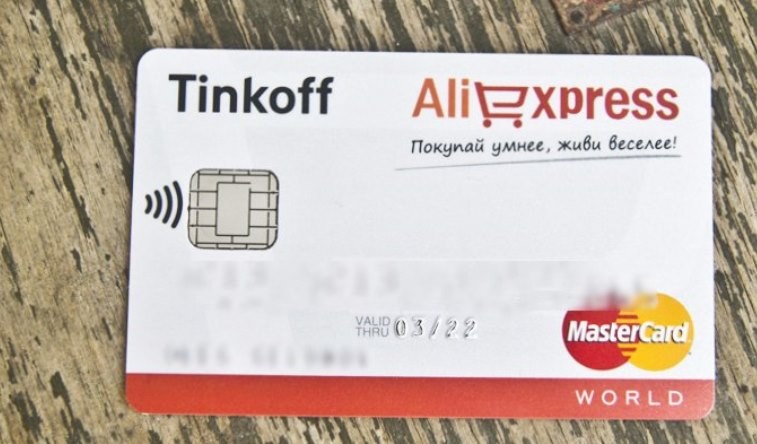 Tinkoff
AliExpress
Покупай умнее, живи веселее!
VALID
THRU 03/22
MasterCard
WORLD